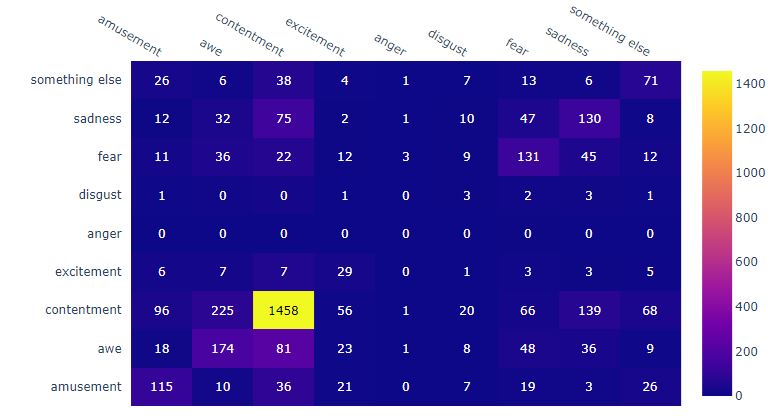 amusement awe contentment excitement anger disgust fear sadness something else
something else 26 6 38 4 1 7 13 6 71
sadness 12 32 75 2 1 10 47 130 8
fear 11 36 22 12 3 9 131 45 12
disgust 1 0 0 1 0 3 2 3 1
anger 0 0 0 0 0 0 0 0 0
excitement 6 7 7 29 0 1 3 3 5
contentment 96 225 1458 56 1 20 66 139 68
awe 18 174 81 23 1 8 48 36 9
amusement 115 10 36 21 0 7 19 3 26
1400
1200
1000
800
600
400
200
0